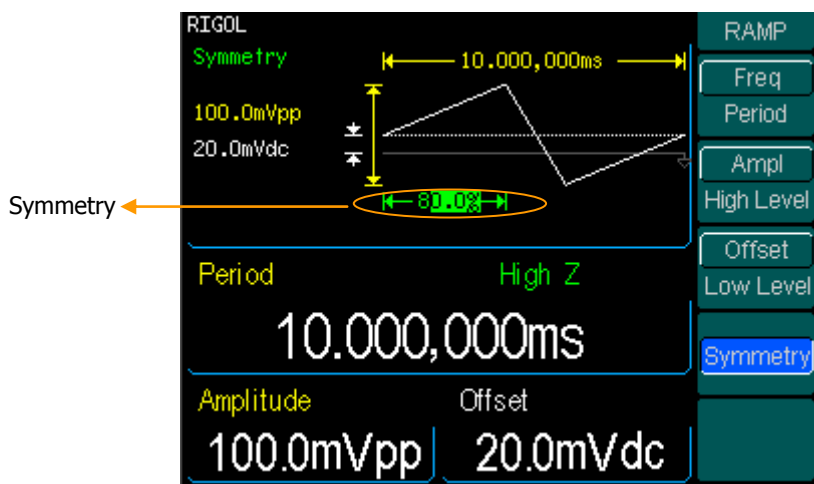 RIGOL
RAMP
Symmetry
10.000,000ms
Freq
Period
100.0mVpp
20.0mVdc
Ampl
High Level
Symmetry
80.0%
Offset
Low Level
Period
High Z
10.000,000ms
Symmetry
Amplitude
Offset
100.0mVpp
20.0mVdc